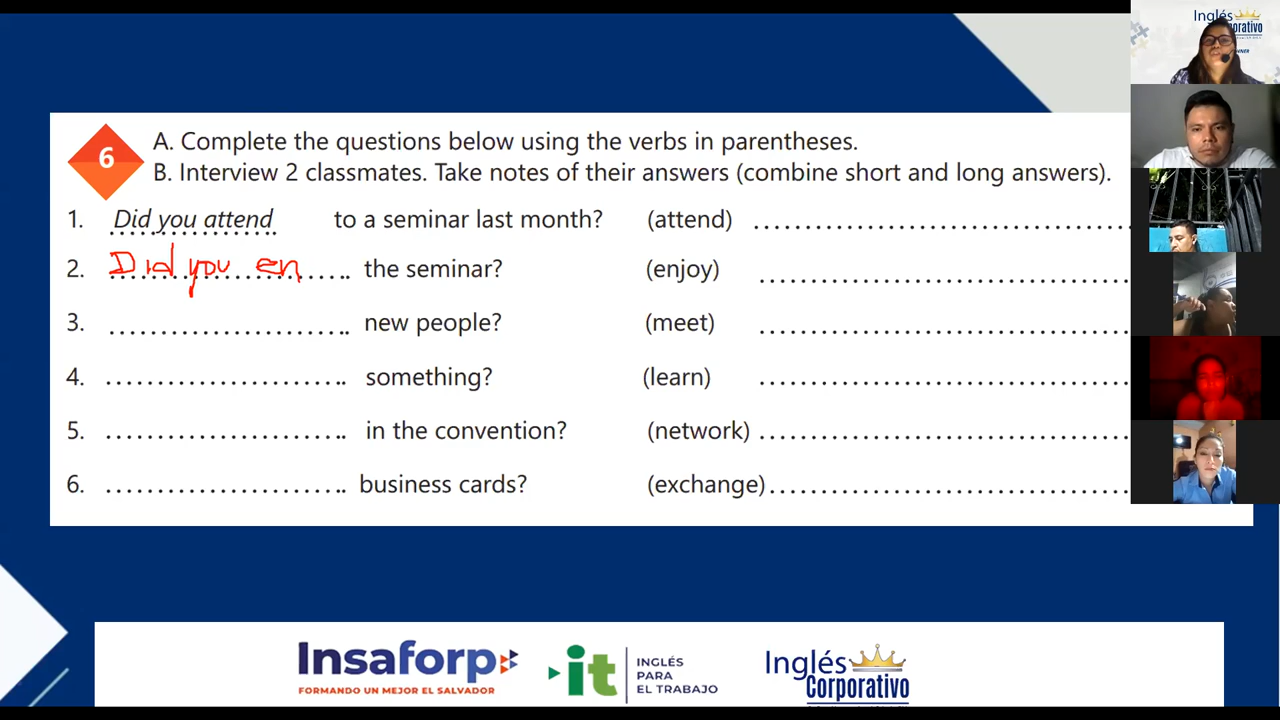 Inglés
6
A. Complete the questions below using the verbs in parentheses.
B. Interview 2 classmates. Take notes of their answers (combine short and long answers).
1. Did you attend to a seminar last month? (attend) ........................................
2. Did you en ........................ the seminar? (enjoy) ........................................
3. ........................ new people? (meet) ........................................
4. ........................ something? (learn) ........................................
5. ........................ in the convention? (network) ........................................
6. ........................ business cards? (exchange) ........................................
Insaforp
FORMANDO UN MEJOR EL SALVADOR
it
INGLÉS
PARA
EL TRABAJO
Inglés
Corporativo